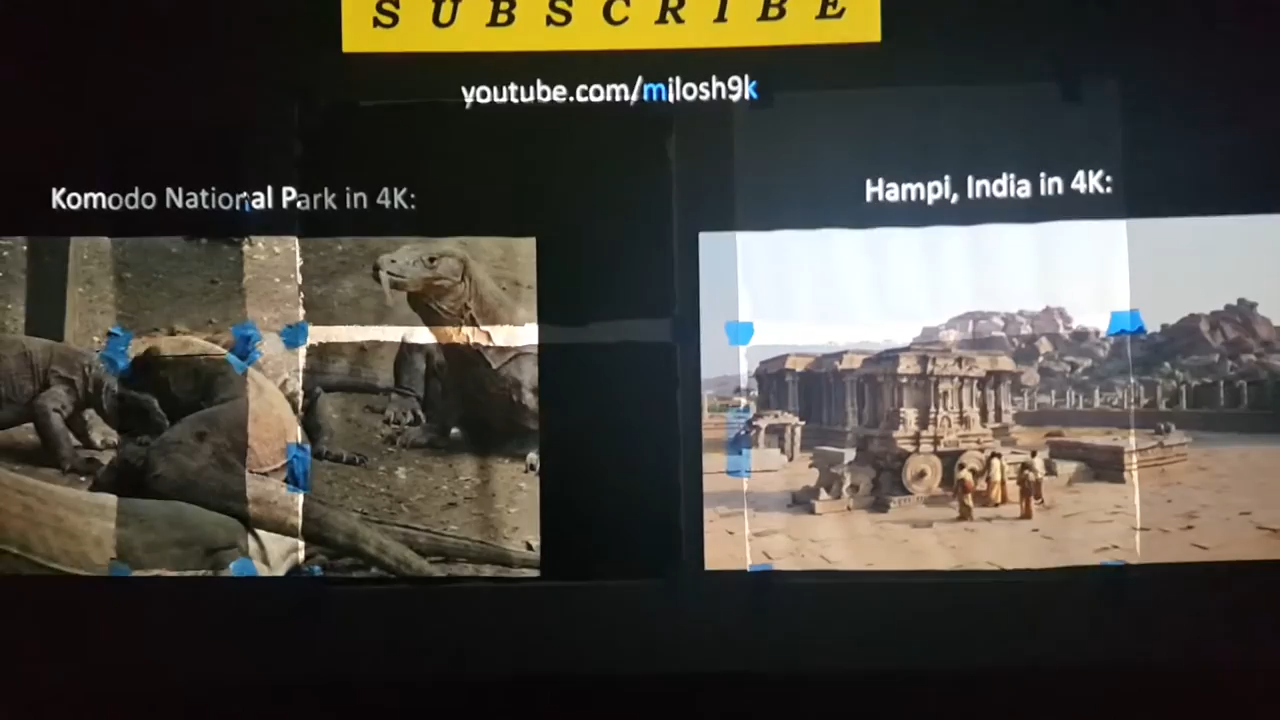 SUBSCRIBE
youtube.com/milosh9k
Komodo National Park in 4K:
Hampi, India in 4K: